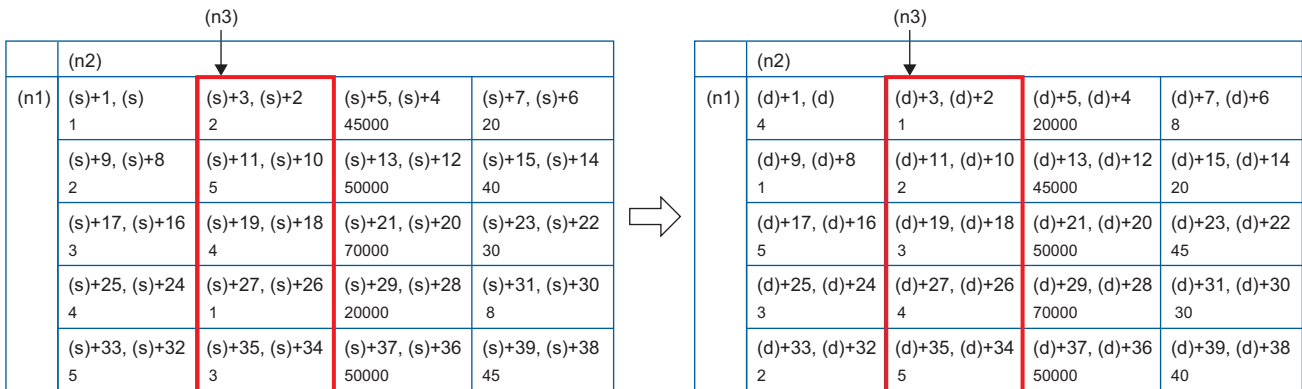 (n3) (n3)
(n2) (n2)
(n1) (s)+1, (s) (s)+3, (s)+2 (s)+5, (s)+4 (s)+7, (s)+6 (n1) (d)+1, (d) (d)+3, (d)+2 (d)+5, (d)+4 (d)+7, (d)+6
1 2 45000 20 4 1 20000 8
(s)+9, (s)+8 (s)+11, (s)+10 (s)+13, (s)+12 (s)+15, (s)+14 (d)+9, (d)+8 (d)+11, (d)+10 (d)+13, (d)+12 (d)+15, (d)+14
2 5 50000 40 1 2 45000 20
(s)+17, (s)+16 (s)+19, (s)+18 (s)+21, (s)+20 (s)+23, (s)+22 (d)+17, (d)+16 (d)+19, (d)+18 (d)+21, (d)+20 (d)+23, (d)+22
3 4 70000 30 5 3 50000 45
(s)+25, (s)+24 (s)+27, (s)+26 (s)+29, (s)+28 (s)+31, (s)+30 (d)+25, (d)+24 (d)+27, (d)+26 (d)+29, (d)+28 (d)+31, (d)+30
4 1 20000 8 3 4 70000 30
(s)+33, (s)+32 (s)+35, (s)+34 (s)+37, (s)+36 (s)+39, (s)+38 (d)+33, (d)+32 (d)+35, (d)+34 (d)+37, (d)+36 (d)+39, (d)+38
5 3 50000 45 2 5 50000 40